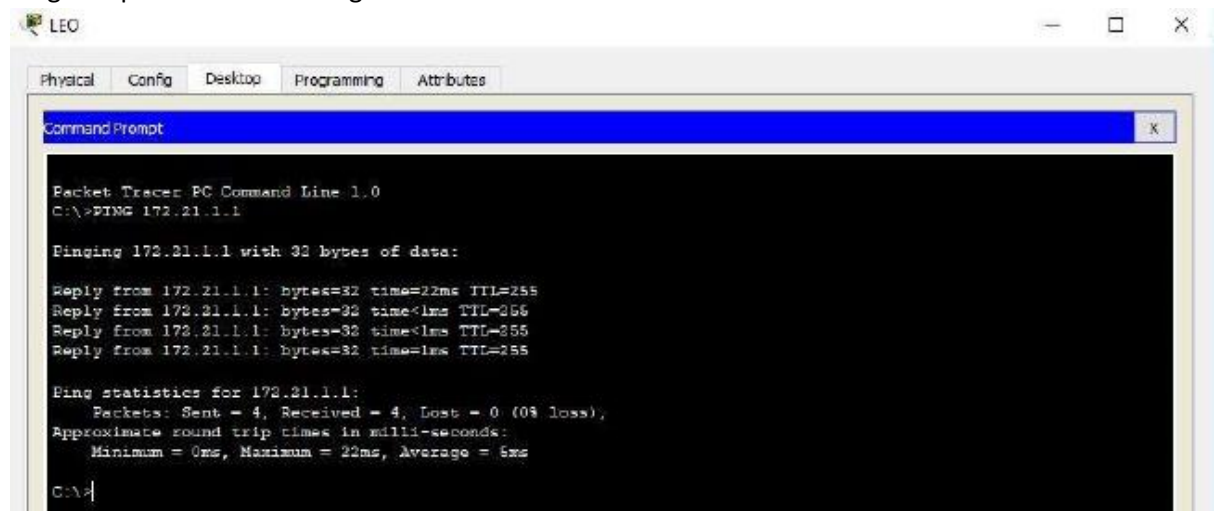 LEO
Physical Config Desktop Programming Attributes
Command Prompt X
Packet Tracer PC Command Line 1.0
C:\>PING 172.21.1.1
Pinging 172.21.1.1 with 32 bytes of data:
Reply from 172.21.1.1: bytes=32 time=22ms TTL=255
Reply from 172.21.1.1: bytes=32 time<1ms TTL=255
Reply from 172.21.1.1: bytes=32 time<1ms TTL=255
Reply from 172.21.1.1: bytes=32 time=1ms TTL=255
Ping statistics for 172.21.1.1:
Packets: Sent = 4, Received = 4, Lost = 0 (0% loss),
Approximate round trip times in milli-seconds:
Minimum = 0ms, Maximum = 22ms, Average = 5ms
C:\>